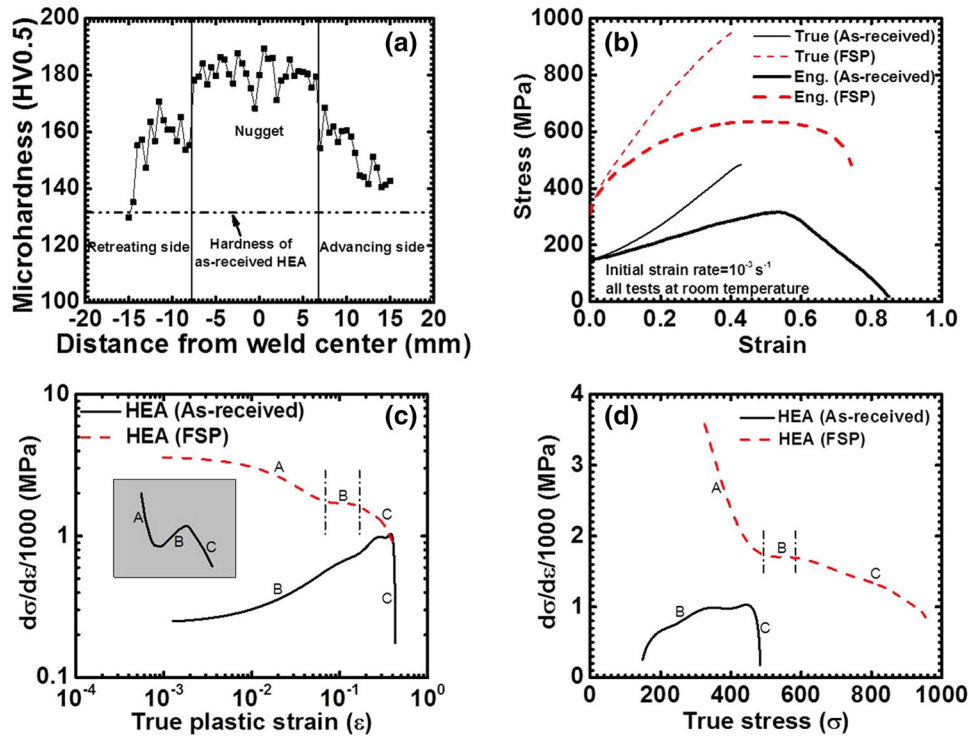 (a)
Microhardness (HV0.5)
200
180
160
140
120
100
Nugget
Retreating side
Hardness of
as-received HEA
Advancing side
-20 -15 -10 -5 0 5 10 15 20
Distance from weld center (mm)
(b)
Stress (MPa)
1000
800
600
400
200
0
True (As-received)
True (FSP)
Eng. (As-received)
Eng. (FSP)
Initial strain rate=10⁻³ s⁻¹
all tests at room temperature
0.0 0.2 0.4 0.6 0.8 1.0
Strain
(c)
dσ/dε/1000 (MPa)
10
1
0.1
HEA (As-received)
HEA (FSP)
A
B
C
A
B
C
B
C
10⁻⁴ 10⁻³ 10⁻² 10⁻¹ 10⁰
True plastic strain (ε)
(d)
dσ/dε/1000 (MPa)
4
3
2
1
0
HEA (As-received)
HEA (FSP)
A
B
C
B
C
0 200 400 600 800 1000
True stress (σ)